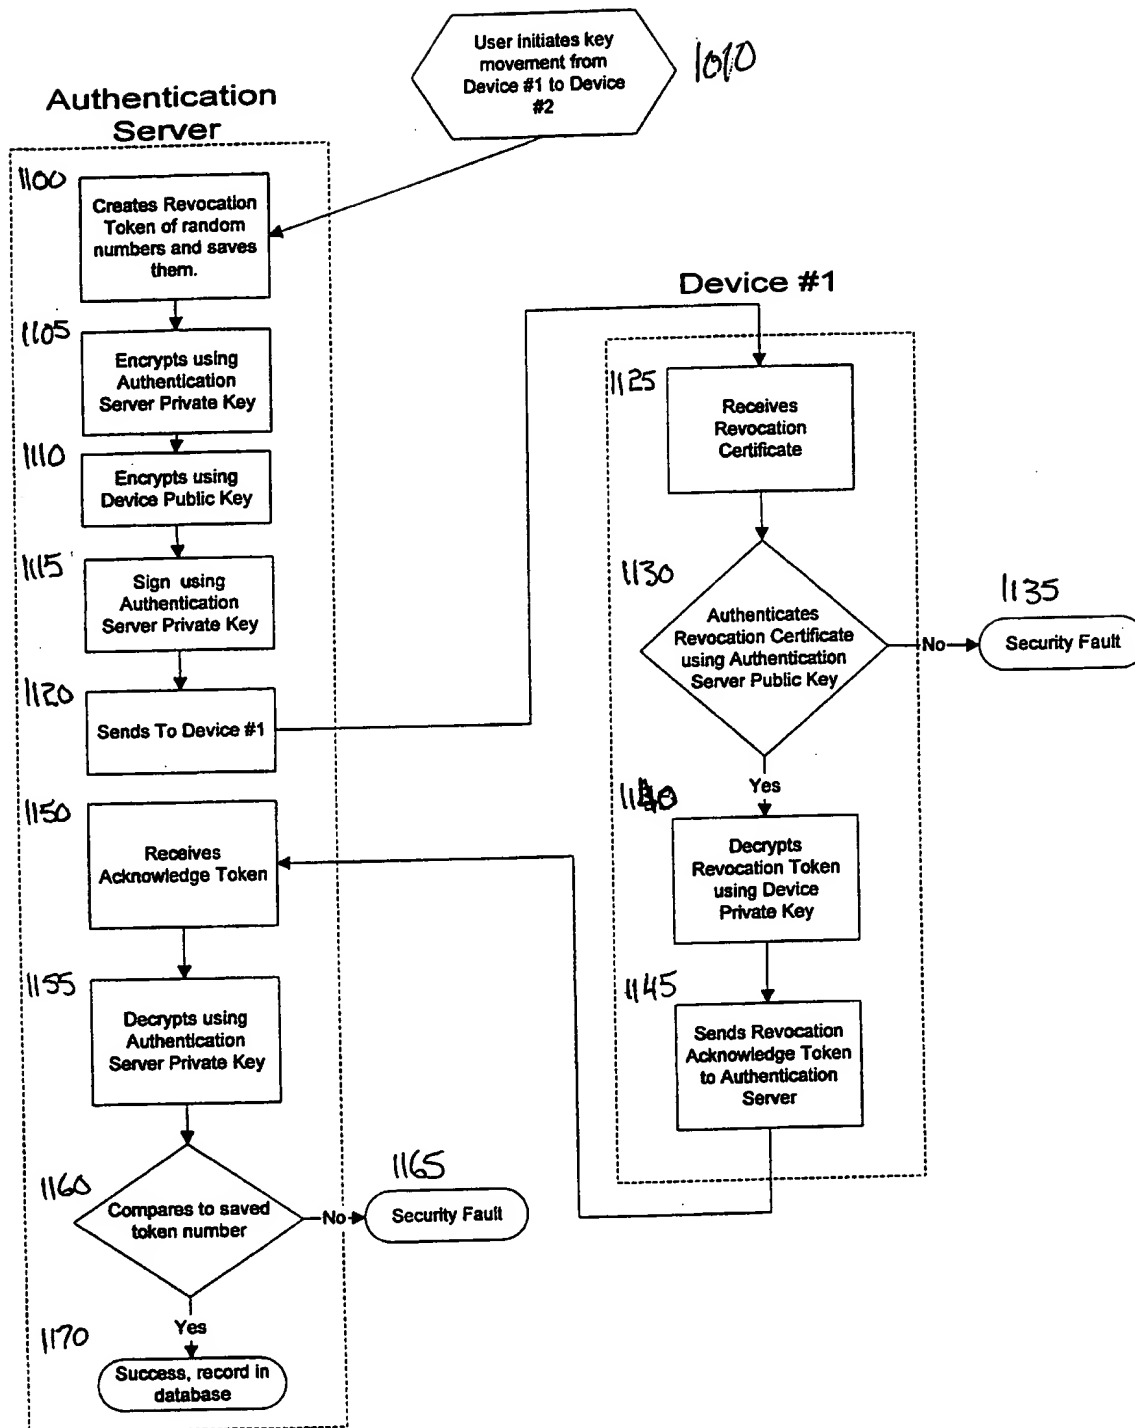 User initiates key
movement from
Device #1 to Device
#2
1010
Authentication
Server
1100
Creates Revocation
Token of random
numbers and saves
them.
1105
Encrypts using
Authentication
Server Private Key
1110
Encrypts using
Device Public Key
1115
Sign using
Authentication
Server Private Key
1120
Sends To Device #1
Device #1
1125
Receives
Revocation
Certificate
1130
Authenticates
Revocation Certificate
using Authentication
Server Public Key
No
1135
Security Fault
Yes
1140
Decrypts
Revocation Token
using Device
Private Key
1145
Sends Revocation
Acknowledge Token
to Authentication
Server
1150
Receives
Acknowledge Token
1155
Decrypts using
Authentication
Server Private Key
1160
Compares to saved
token number
No
1165
Security Fault
Yes
1170
Success, record in
database